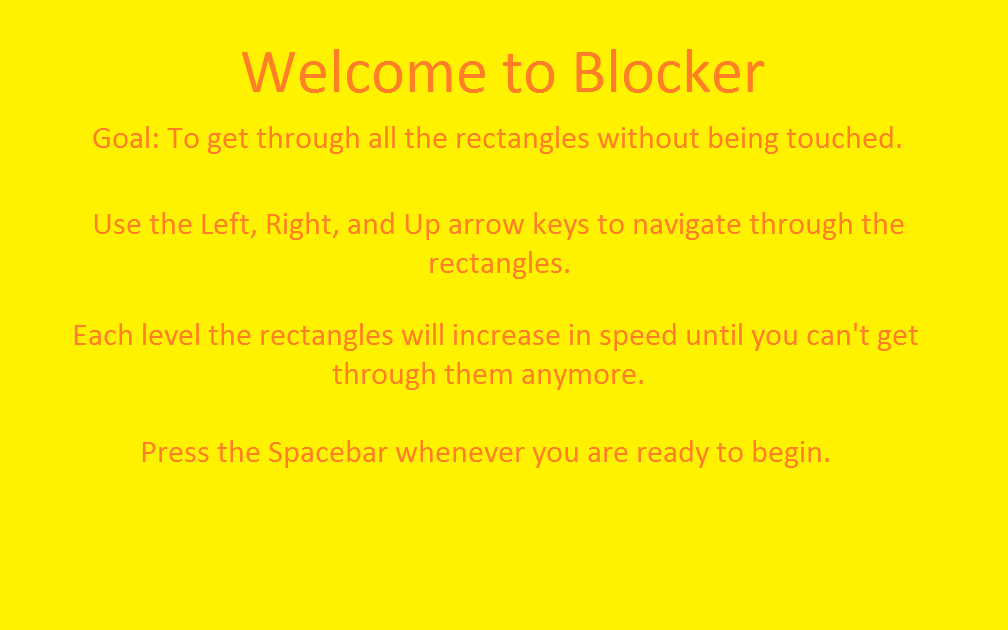 Welcome to Blocker
Goal: To get through all the rectangles without being touched.
Use the Left, Right, and Up arrow keys to navigate through the
rectangles.
Each level the rectangles will increase in speed until you can't get
through them anymore.
Press the Spacebar whenever you are ready to begin.